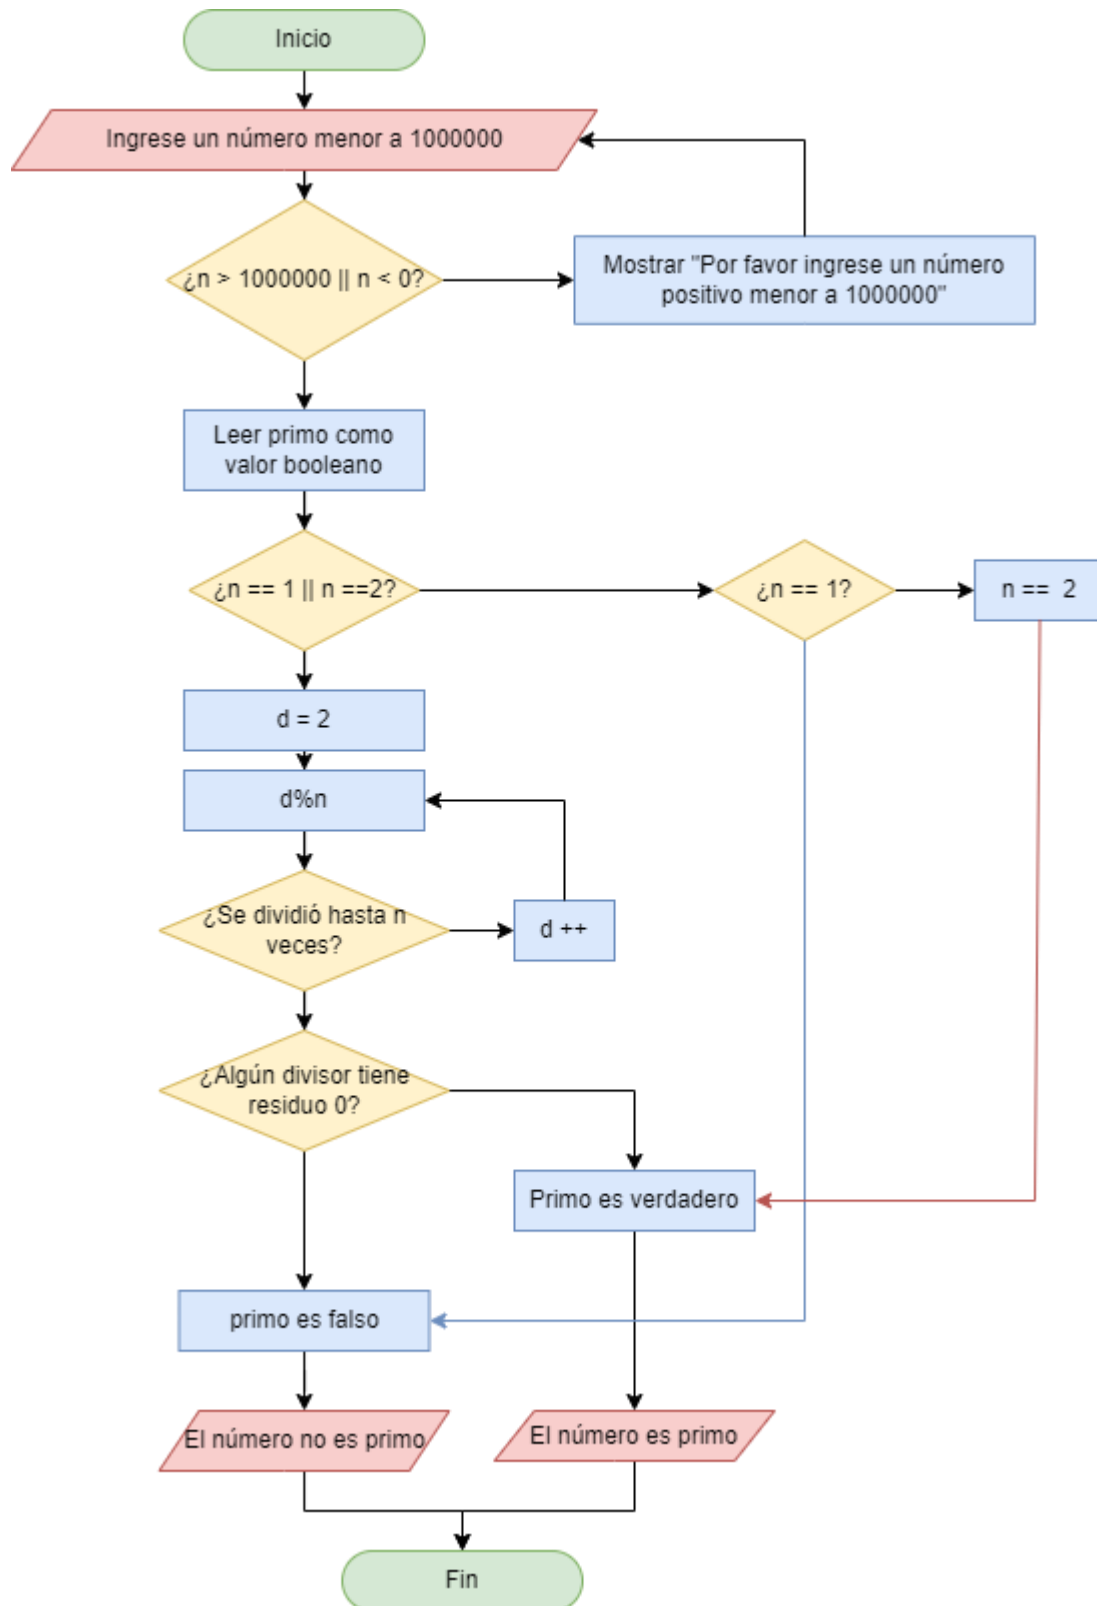 Inicio
Ingrese un número menor a 1000000
¿n > 1000000 || n < 0?
Mostrar "Por favor ingrese un número
positivo menor a 1000000"
Leer primo como
valor booleano
¿n == 1 || n ==2?
¿n == 1?
n ==  2
d = 2
d%n
¿Se dividió hasta n
veces?
d ++
¿Algún divisor tiene
residuo 0?
Primo es verdadero
primo es falso
El número no es primo
El número es primo
Fin